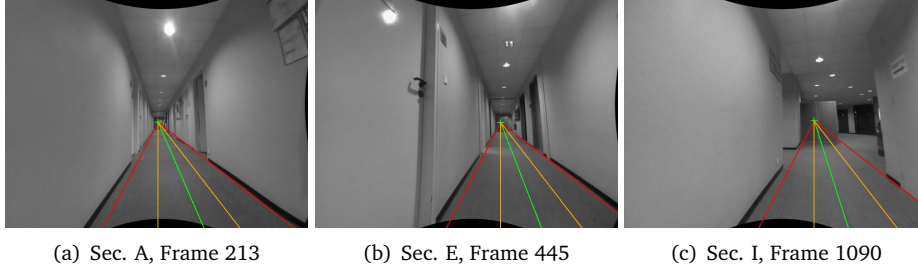 (a) Sec. A, Frame 213
(b) Sec. E, Frame 445
(c) Sec. I, Frame 1090